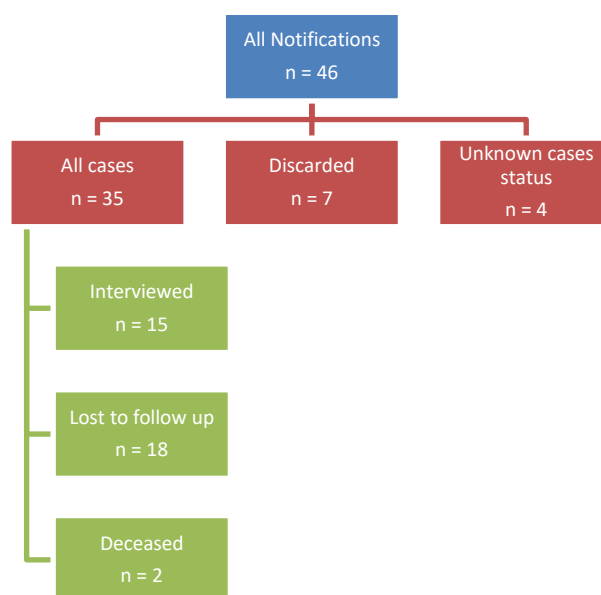 All Notifications
n = 46
All cases
n = 35
Discarded
n = 7
Unknown cases
status
n = 4
Interviewed
n = 15
Lost to follow up
n = 18
Deceased
n = 2